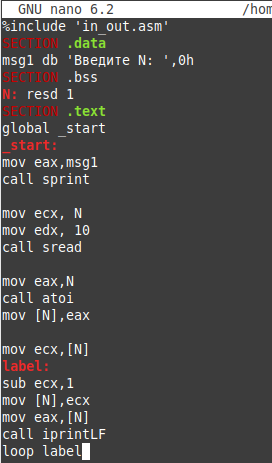 GNU nano 6.2 /hom
%include 'in_out.asm'
SECTION .data
msg1 db 'Введите N: ',0h
SECTION .bss
N: resd 1
SECTION .text
global _start
_start:
mov eax,msg1
call sprint
mov ecx, N
mov edx, 10
call sread
mov eax,N
call atoi
mov [N],eax
mov ecx,[N]
label:
sub ecx,1
mov [N],ecx
mov eax,[N]
call iprintLF
loop label